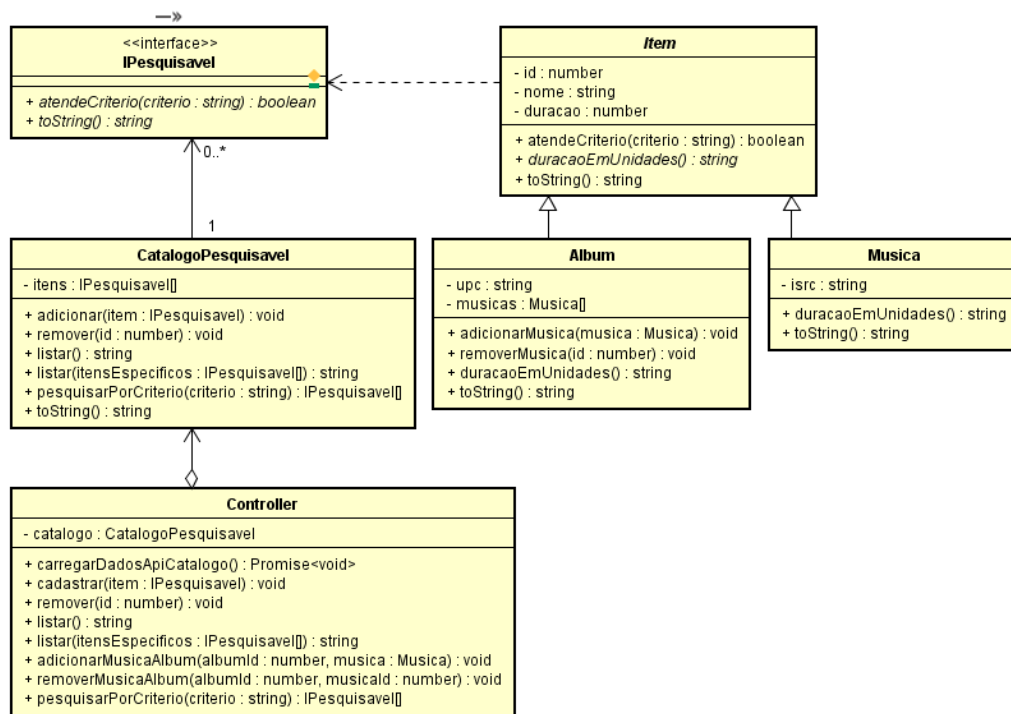 <<interface>>
IPesquisavel
+ atendeCriterio(criterio : string) : boolean
+ toString() : string
Item
- id : number
- nome : string
- duracao : number
+ atendeCriterio(criterio : string) : boolean
+ duracaoEmUnidades() : string
+ toString() : string
0..*
1
CatalogoPesquisavel
- itens : IPesquisavel[]
+ adicionar(item : IPesquisavel) : void
+ remover(id : number) : void
+ listar() : string
+ listar(itensEspecificos : IPesquisavel[]) : string
+ pesquisarPorCriterio(criterio : string) : IPesquisavel[]
+ toString() : string
Album
- upc : string
- musicas : Musica[]
+ adicionarMusica(musica : Musica) : void
+ removerMusica(id : number) : void
+ duracaoEmUnidades() : string
+ toString() : string
Musica
- isrc : string
+ duracaoEmUnidades() : string
+ toString() : string
Controller
- catalogo : CatalogoPesquisavel
+ carregarDadosApiCatalogo() : Promise<void>
+ cadastrar(item : IPesquisavel) : void
+ remover(id : number) : void
+ listar() : string
+ listar(itensEspecificos : IPesquisavel[]) : string
+ adicionarMusicaAlbum(albumId : number, musica : Musica) : void
+ removerMusicaAlbum(albumId : number, musicaId : number) : void
+ pesquisarPorCriterio(criterio : string) : IPesquisavel[]